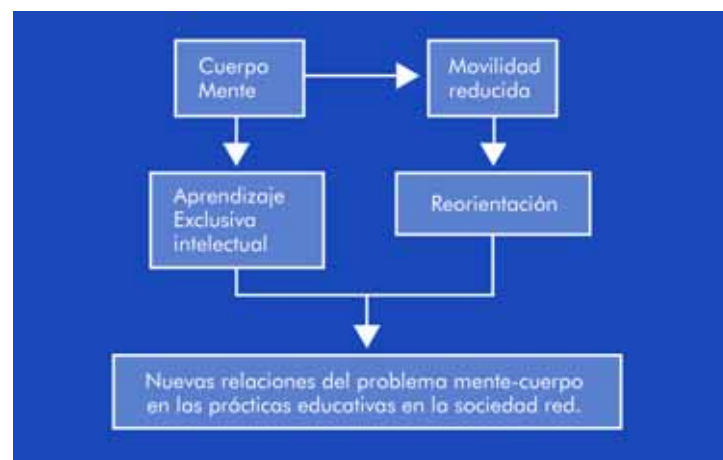 Cuerpo
Mente
Movilidad
reducida
Aprendizaje
Exclusiva
intelectual
Reorientación
Nuevas relaciones del problema mente-cuerpo
en las prácticas educativas en la sociedad red.